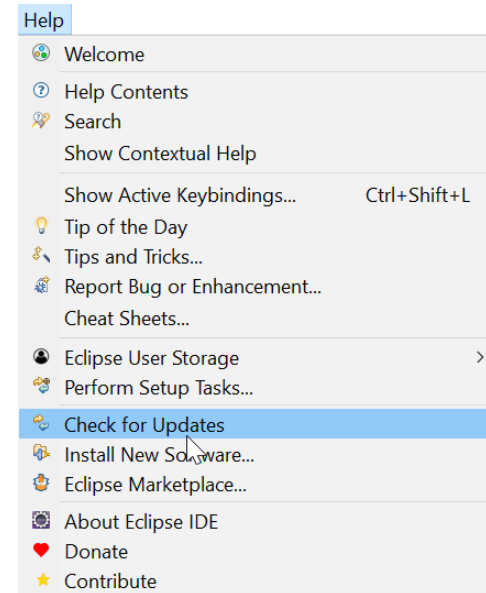 Help
Welcome
Help Contents
Search
Show Contextual Help
Show Active Keybindings... Ctrl+Shift+L
Tip of the Day
Tips and Tricks...
Report Bug or Enhancement...
Cheat Sheets...
Eclipse User Storage
Perform Setup Tasks...
Check for Updates
Install New Software...
Eclipse Marketplace...
About Eclipse IDE
Donate
Contribute